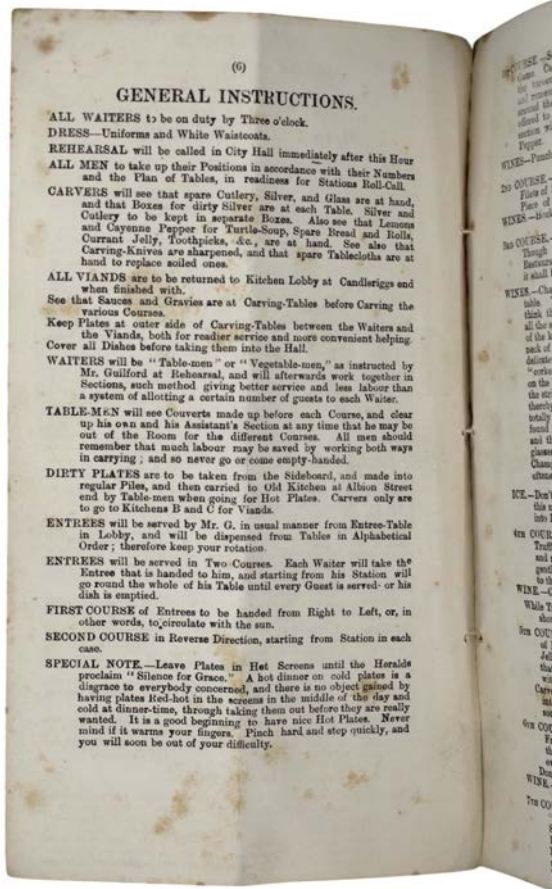 (6)
GENERAL INSTRUCTIONS.
ALL WAITERS to be on duty by Three o'clock.
DRESS—Uniforms and White Waistcoats.
REHEARSAL will be called in City Hall immediately after this Hour
ALL MEN to take up their Positions in accordance with their Numbers
and the Plan of Tables, in readiness for Stations Roll-Call.
CARVERS will see that spare Cutlery, Silver, and Glass are at hand,
and that Boxes for dirty Silver are at each Table. Silver and
Cutlery to be kept in separate Boxes. Also see that Lemons
and Cayenne Pepper for Turtle-Soup, Spare Bread and Rolls,
Currant Jelly, Toothpicks, &c., are at hand. See also that
Carving-Knives are sharpened, and that spare Tablecloths are at
hand to replace soiled ones.
ALL VIANDS are to be returned to Kitchen Lobby at Candleriggs end
when finished with.
See that Sauces and Gravies are at Carving-Tables before Carving the
various Courses.
Keep Plates at outer side of Carving-Tables between the Waiters and
the Viands, both for readier service and more convenient helping.
Cover all Dishes before taking them into the Hall.
WAITERS will be "Table-men" or "Vegetable-men," as instructed by
Mr. Guilford at Rehearsal, and will afterwards work together in
Sections, such method giving better service and less labour than
a system of allotting a certain number of guests to each Waiter.
TABLE-MEN will see Couverts made up before each Course, and clear
up his own and his Assistant's Section at any time that he may be
out of the Room for the different Courses. All men should
remember that much labour may be saved by working both ways
in carrying; and so never go or come empty-handed.
DIRTY PLATES are to be taken from the Sideboard, and made into
regular Piles, and then carried to Old Kitchen at Albion Street
end by Table-men when going for Hot Plates. Carvers only are
to go to Kitchens B and C for Viands.
ENTREES will be served by Mr. G. in usual manner from Entree-Table
in Lobby, and will be dispensed from Tables in Alphabetical
Order; therefore keep your rotation.
ENTREES will be served in Two Courses. Each Waiter will take the
Entree that is handed to him, and starting from his Station will
go round the whole of his Table until every Guest is served or his
dish is emptied.
FIRST COURSE of Entrees to be handed from Right to Left, or, in
other words, to circulate with the sun.
SECOND COURSE in Reverse Direction, starting from Station in each
case.
SPECIAL NOTE.—Leave Plates in Hot Screens until the Heralds
proclaim "Silence for Grace." A hot dinner on cold plates is a
disgrace to everybody concerned, and there is no object gained by
having plates Red-hot in the screens in the middle of the day and
cold at dinner-time, through taking them out before they are really
wanted. It is a good beginning to have nice Hot Plates. Never
mind if it warms your fingers. Pinch hard and step quickly, and
you will soon be out of your difficulty.